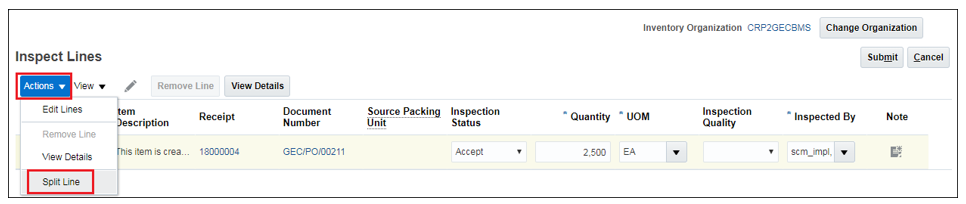 Inventory Organization CRP2GECBMS Change Organization
Inspect Lines Submit Cancel
Actions View Remove Line View Details
Edit Lines
Remove Line
View Details
Split Line
tem Description Receipt Document Number Source Packing Unit Inspection Status * Quantity * UOM Inspection Quality * Inspected By Note
This item is crea... 18000004 GEC/PO/00211 Accept 2,500 EA scm_impl,